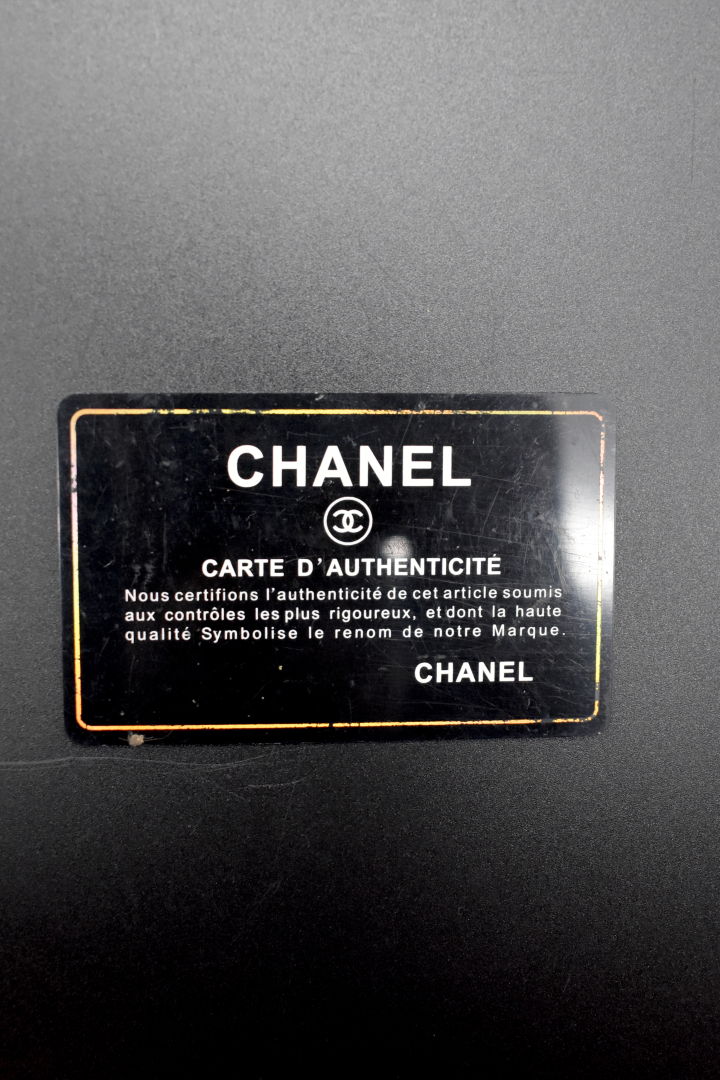 CHANEL
CARTE D'AUTHENTICITÉ
Nous certifions l'authenticité de cet article soumis
aux contrôles les plus rigoureux, et dont la haute
qualité Symbolise le renom de notre Marque.
CHANEL